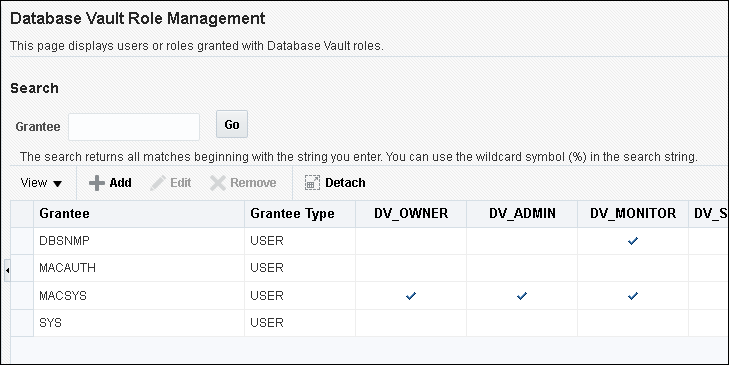 Database Vault Role Management
This page displays users or roles granted with Database Vault roles.
Search
Grantee Go
The search returns all matches beginning with the string you enter. You can use the wildcard symbol (%) in the search string.
View Add Edit Remove Detach
Grantee Grantee Type DV_OWNER DV_ADMIN DV_MONITOR DV_S
DBSNMP USER ✓
MACAUTH USER
MACSYS USER ✓ ✓ ✓
SYS USER